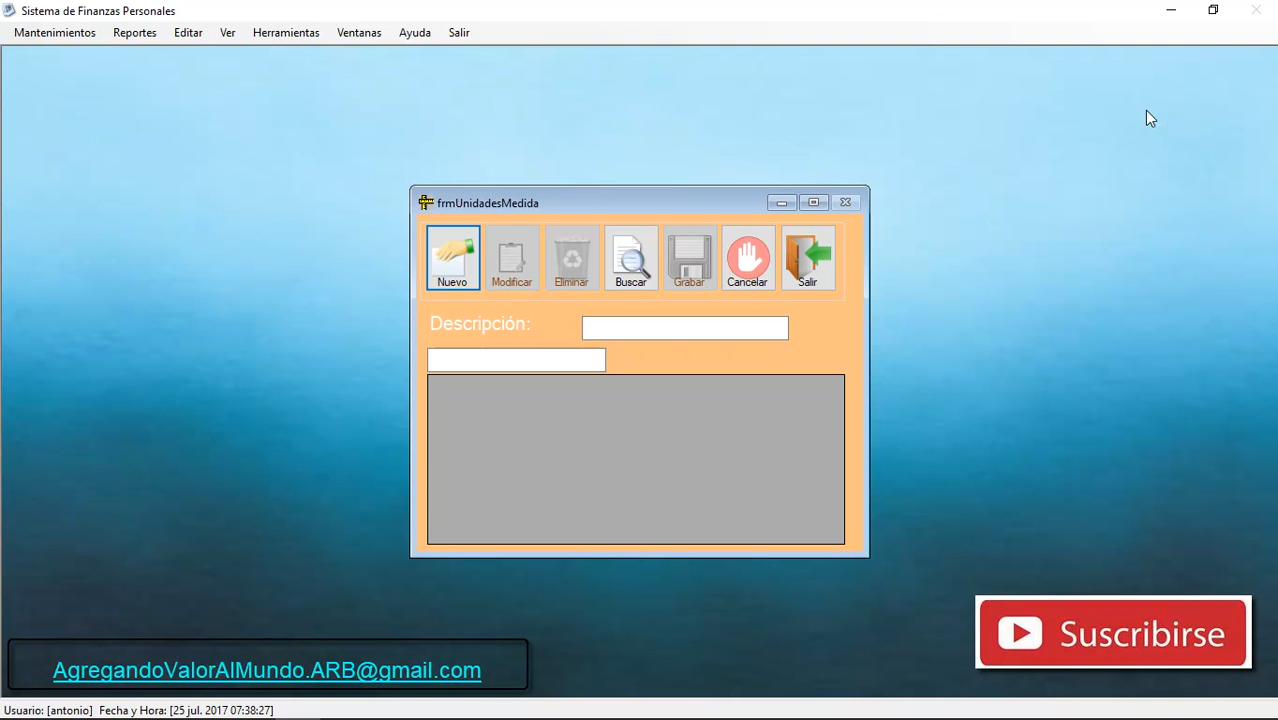 Sistema de Finanzas Personales
Mantenimientos Reportes Editar Ver Herramientas Ventanas Ayuda Salir
frmUnidadesMedida
Nuevo Modificar Eliminar Buscar Grabar Cancelar Salir
Descripción:
Suscribirse
AgregandoValorAlMundo.ARB@gmail.com
Usuario: [antonio] Fecha y Hora: [25 jul. 2017 07:38:27]